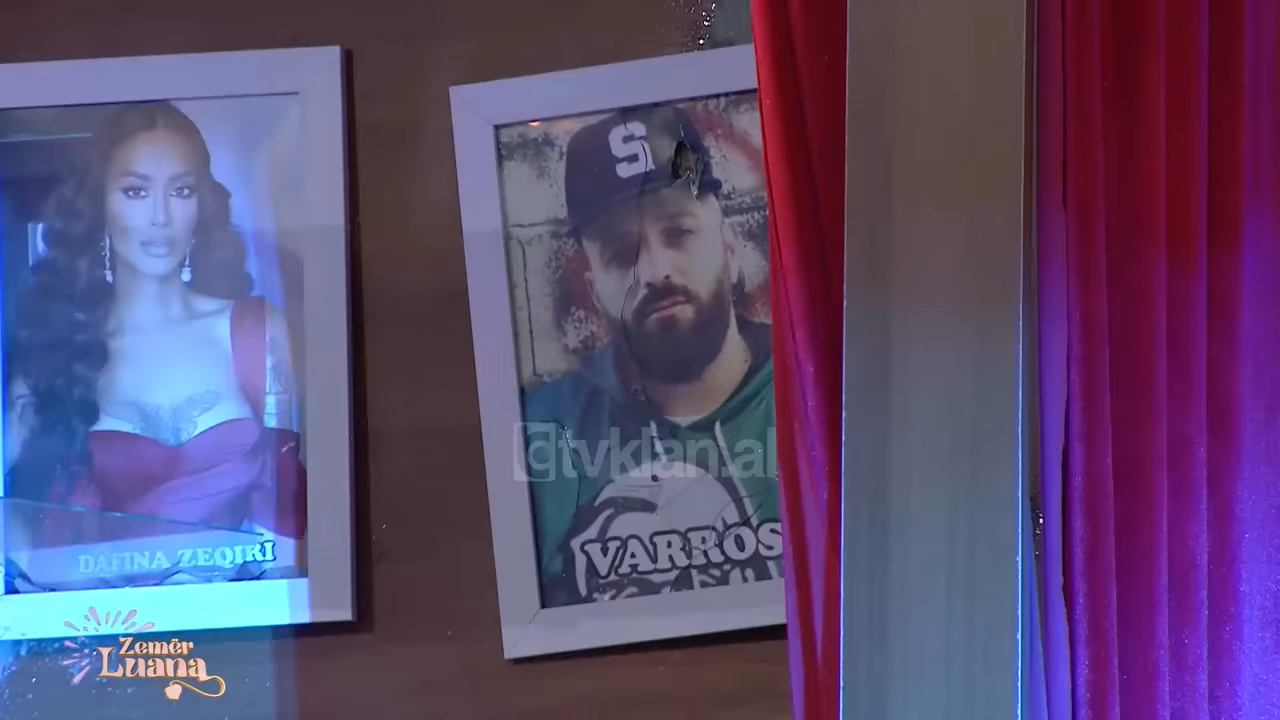 S
DAFINA ZEQIRI
tvklan.al
VARROS
Zemër
Luana